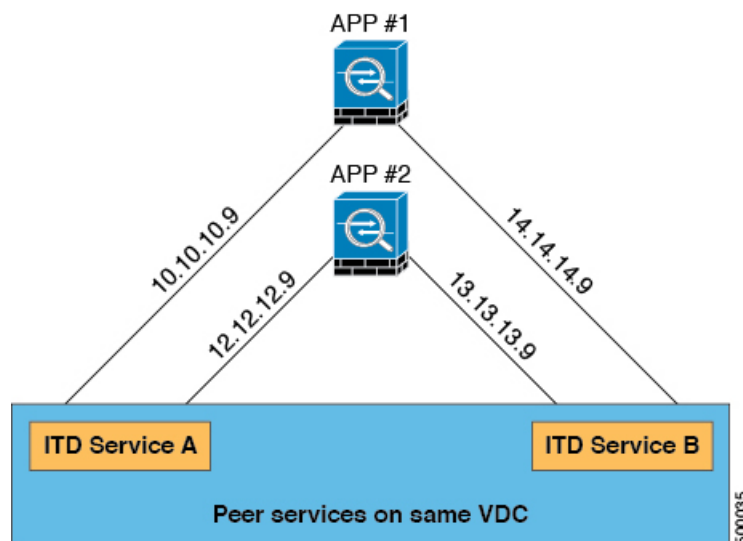 APP #1
APP #2
10.10.10.9
14.14.14.9
12.12.12.9
13.13.13.9
ITD Service A
ITD Service B
Peer services on same VDC
500035